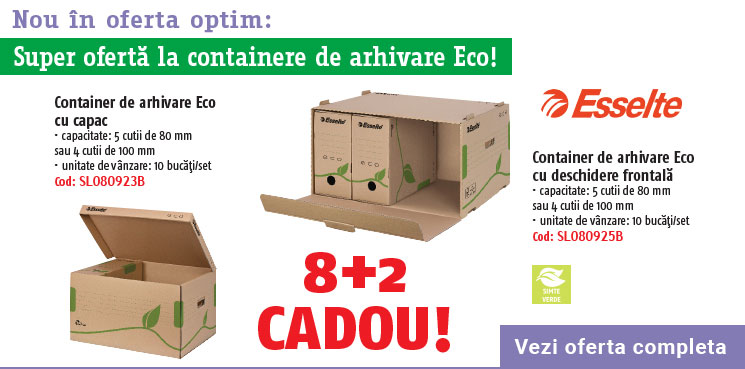 Nou în oferta optim:
Super ofertă la containere de arhivare Eco!
Container de arhivare Eco
cu capac
• capacitate: 5 cutii de 80 mm
sau 4 cutii de 100 mm
• unitate de vânzare: 10 bucăţi/set
Cod: SL080923B
Esselte
Esselte
Esselte
Esselte
Container de arhivare Eco
cu deschidere frontală
• capacitate: 5 cutii de 80 mm
sau 4 cutii de 100 mm
• unitate de vânzare: 10 bucăţi/set
Cod: SL080925B
8+2
CADOU!
SIMTE
VERDE
Vezi oferta completa